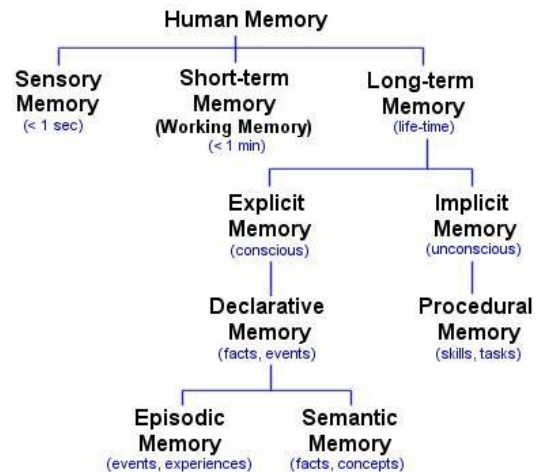 Human Memory
Sensory
Memory
(< 1 sec)
Short-term
Memory
(Working Memory)
(< 1 min)
Long-term
Memory
(life-time)
Explicit
Memory
(conscious)
Implicit
Memory
(unconscious)
Declarative
Memory
(facts, events)
Procedural
Memory
(skills, tasks)
Episodic
Memory
(events, experiences)
Semantic
Memory
(facts, concepts)